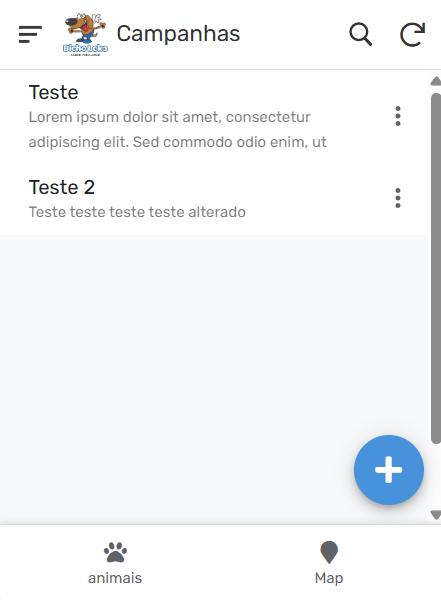 Bicho Leko
Campanhas
Teste
Lorem ipsum dolor sit amet, consectetur
adipiscing elit. Sed commodo odio enim, ut
Teste 2
Teste teste teste teste alterado
animais
Map